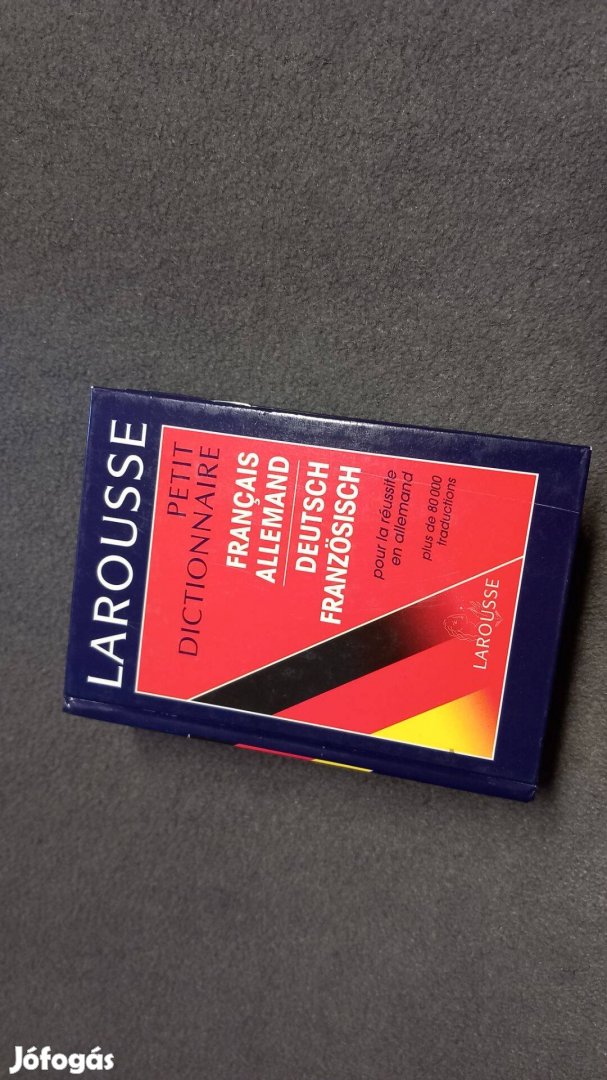 LAROUSSE
PETIT
DICTIONNAIRE
FRANÇAIS
ALLEMAND
DEUTSCH
FRANZÖSISCH
pour la réussite
en allemand
plus de 80 000
traductions
LAROUSSE
Jófogás